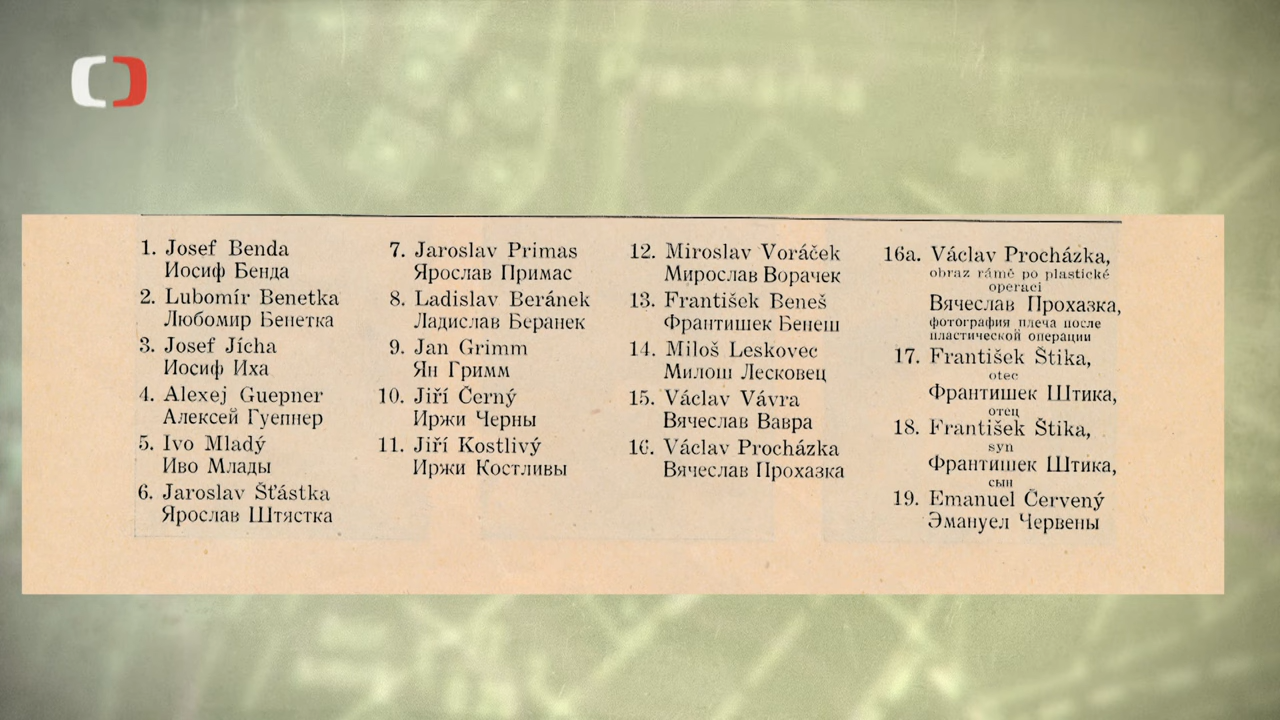 1. Josef Benda
Иосиф Бенда
2. Lubomír Benetka
Любомир Бенетка
3. Josef Jícha
Иосиф Иха
4. Alexej Guepner
Алексей Гуепнер
5. Ivo Mladý
Иво Млады
6. Jaroslav Šťástka
Ярослав Штястка
7. Jaroslav Primas
Ярослав Примас
8. Ladislav Beránek
Ладислав Беранек
9. Jan Grimm
Ян Гримм
10. Jiří Černý
Иржи Черны
11. Jiří Kostlivý
Иржи Костливы
12. Miroslav Voráček
Мирослав Ворачек
13. František Beneš
Франтишек Бенеш
14. Miloš Leskovec
Милош Лесковец
15. Václav Vávra
Вячеслав Вавра
16. Václav Procházka
Вячеслав Прохазка
16a. Václav Procházka,
obraz rámě po plastické
operaci
Вячеслав Прохазка,
фотография плеча после
пластической операции
17. František Štika,
otec
Франтишек Штика,
отец
18. František Štika,
syn
Франтишек Штика,
сын
19. Emanuel Červený
Эмануел Червены